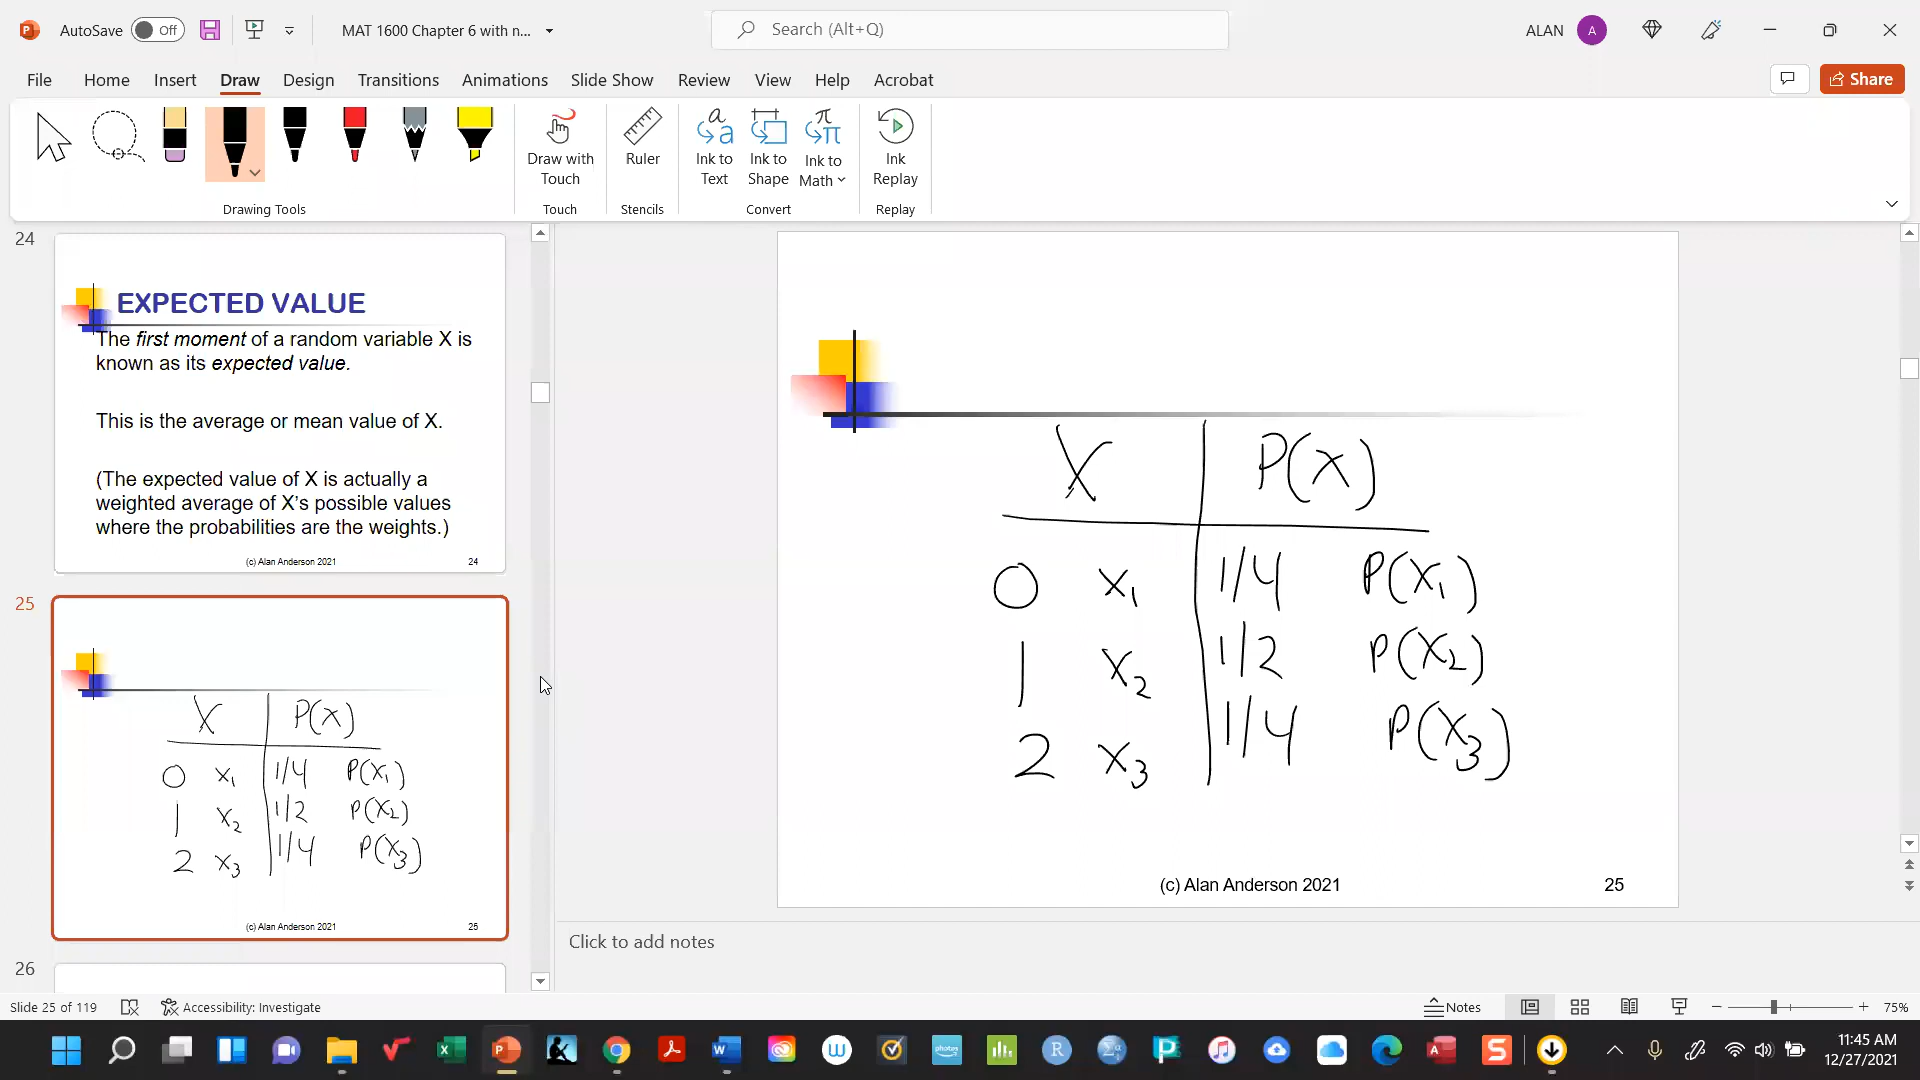 AutoSave Off MAT 1600 Chapter 6 with n... Search (Alt+Q) ALAN A
File Home Insert Draw Design Transitions Animations Slide Show Review View Help Acrobat Share
Draw with Touch
Ruler
Ink to Text
Ink to Shape
Ink to Math
Ink Replay
Drawing Tools Touch Stencils Convert Replay
24
EXPECTED VALUE
The first moment of a random variable X is
known as its expected value.
This is the average or mean value of X.
(The expected value of X is actually a
weighted average of X's possible values
where the probabilities are the weights.)
(c) Alan Anderson 2021 24
25
X P(X)
0 X1 1/4 P(X1)
1 X2 1/2 P(X2)
2 X3 1/4 P(X3)
(c) Alan Anderson 2021 25
26
X P(X)
0 X1 1/4 P(X1)
1 X2 1/2 P(X2)
2 X3 1/4 P(X3)
(c) Alan Anderson 2021 25
Click to add notes
Slide 25 of 119 Accessibility: Investigate Notes 75%
11:45 AM
12/27/2021